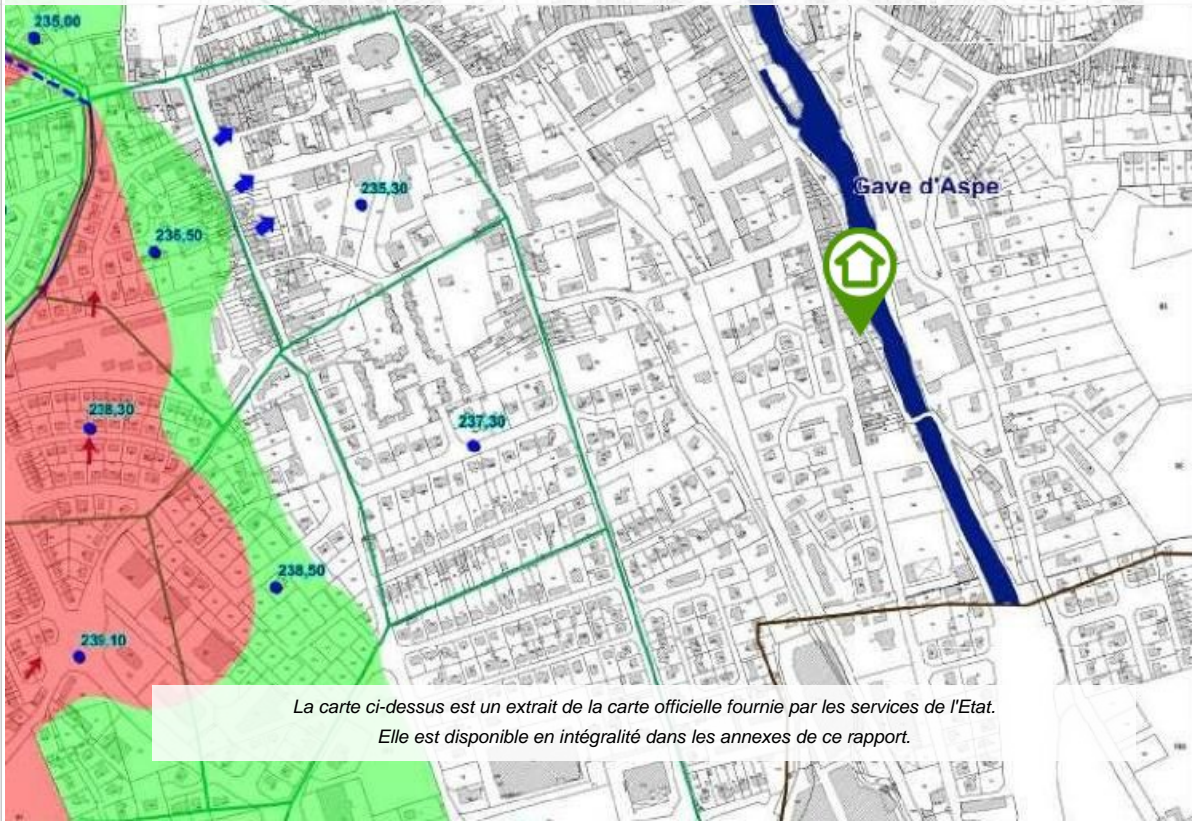 235,00
Gave d'Aspe
235,30
236,50
238,30
237,30
238,50
239,10
La carte ci-dessus est un extrait de la carte officielle fournie par les services de l'Etat.
Elle est disponible en intégralité dans les annexes de ce rapport.